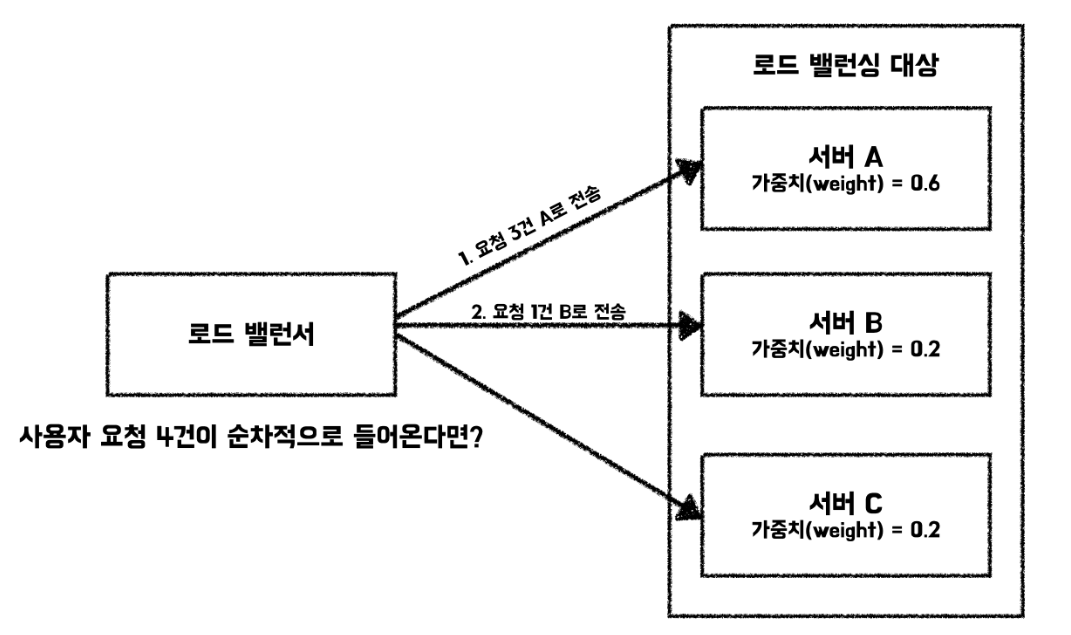 로드 밸런싱 대상
서버 A
가중치(weight) = 0.6
1. 요청 3건 A로 전송
2. 요청 1건 B로 전송
서버 B
가중치(weight) = 0.2
로드 밸런서
사용자 요청 4건이 순차적으로 들어온다면?
서버 C
가중치(weight) = 0.2